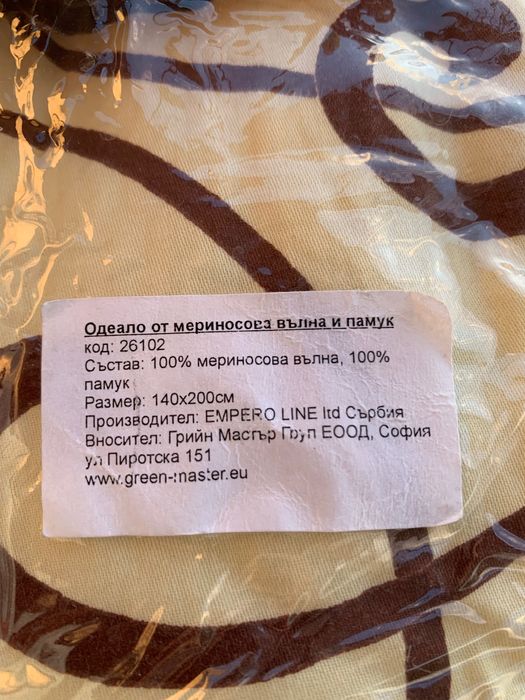 Одеало от мериносова вълна и памук
код: 26102
Състав: 100% мериносова вълна, 100%
памук
Размер: 140х200см
Производител: EMPERO LINE ltd Сърбия
Вносител: Грийн Мастър Груп ЕООД, София
ул Пиротска 151
www.green-master.eu